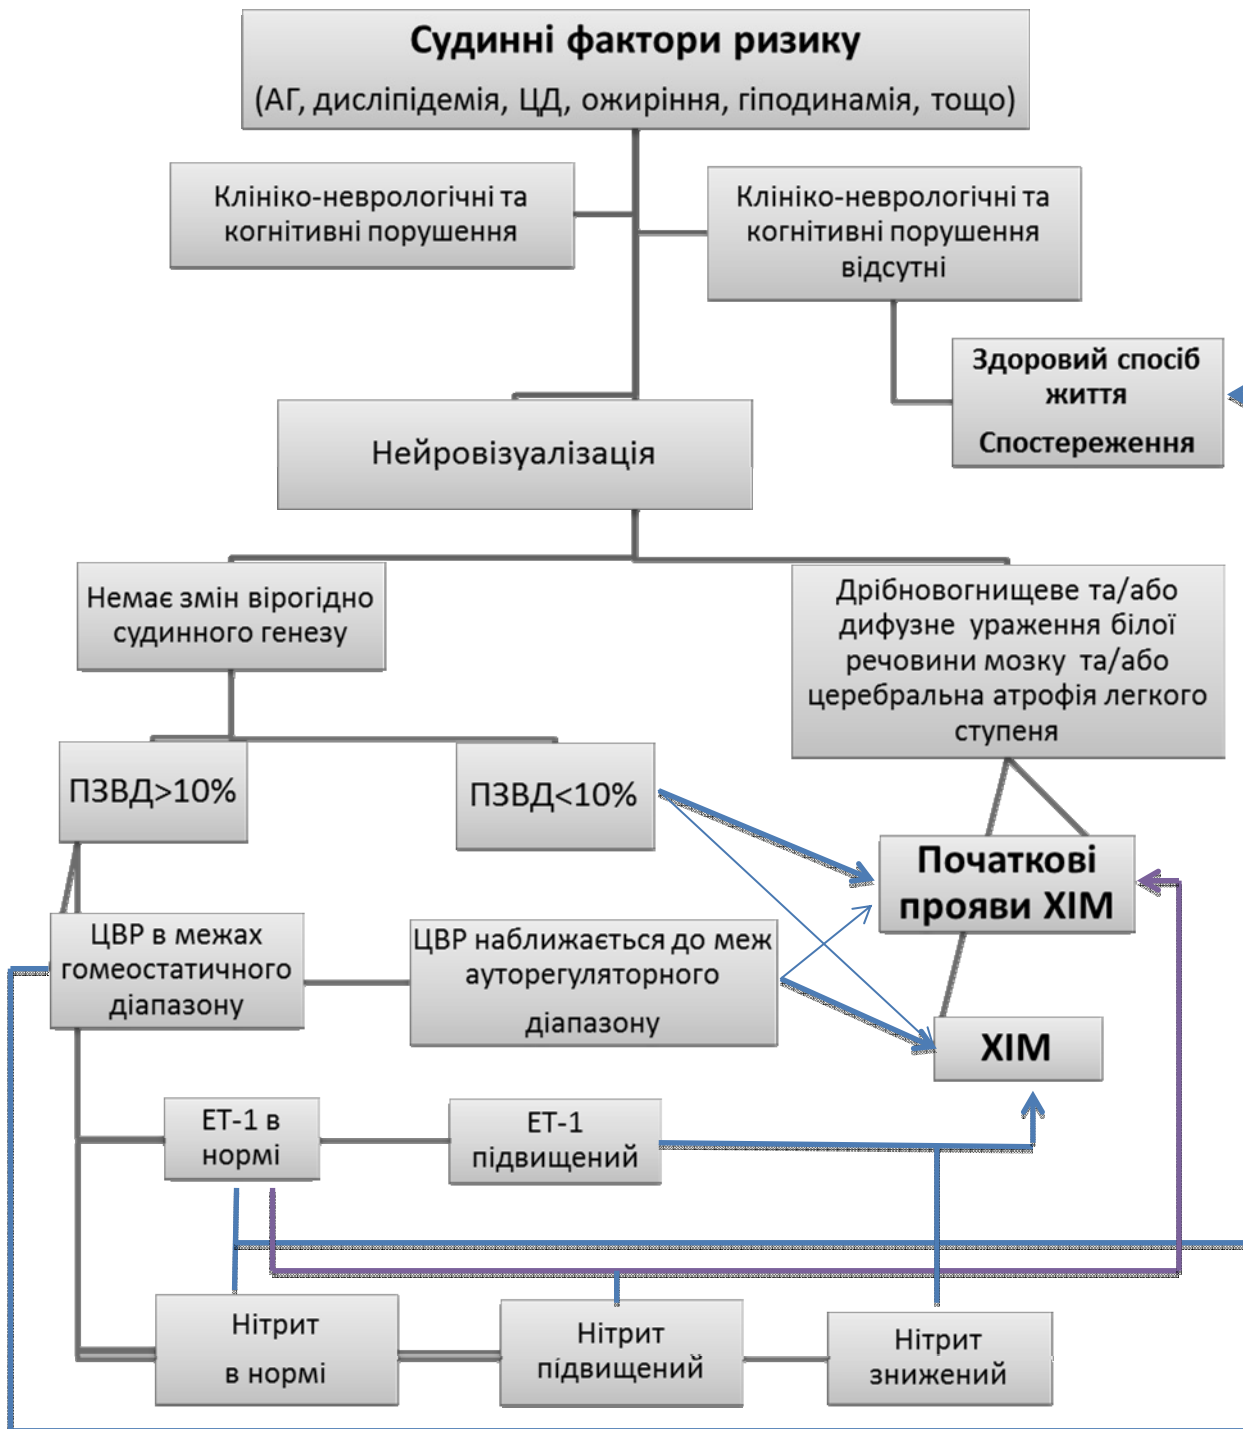 Судинні фактори ризику
(АГ, дисліпідемія, ЦД, ожиріння, гіподинамія, тощо)
Клініко-неврологічні та
когнітивні порушення
Клініко-неврологічні та
когнітивні порушення
відсутні
Здоровий спосіб
життя
Спостереження
Нейровізуалізація
Немає змін вірогідно
судинного генезу
Дрібновогнищеве та/або
дифузне ураження білої
речовини мозку та/або
церебральна атрофія легкого
ступеня
ПЗВД>10%
ПЗВД<10%
Початкові
прояви ХІМ
ЦВР в межах
гомеостатичного
діапазону
ЦВР наближається до меж
ауторегуляторного
діапазону
ХІМ
ЕТ-1 в
нормі
ЕТ-1
підвищений
Нітрит
в нормі
Нітрит
підвищений
Нітрит
знижений